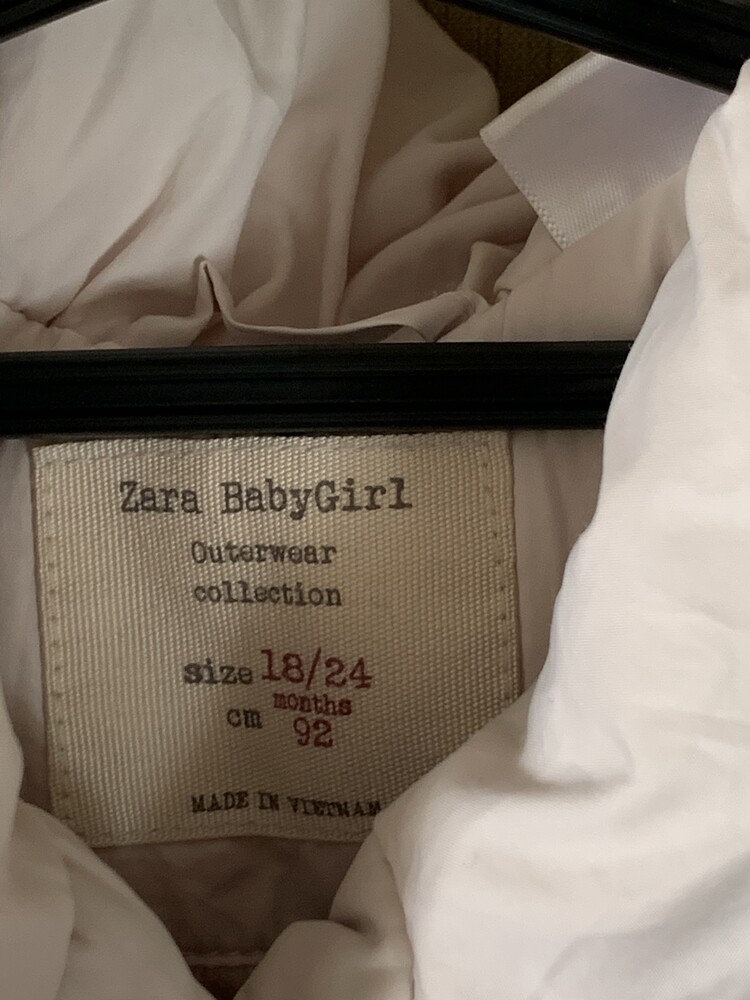 Zara BabyGirl
Outerwear
collection
size 18/24
months
cm 92
MADE IN VIETNAM